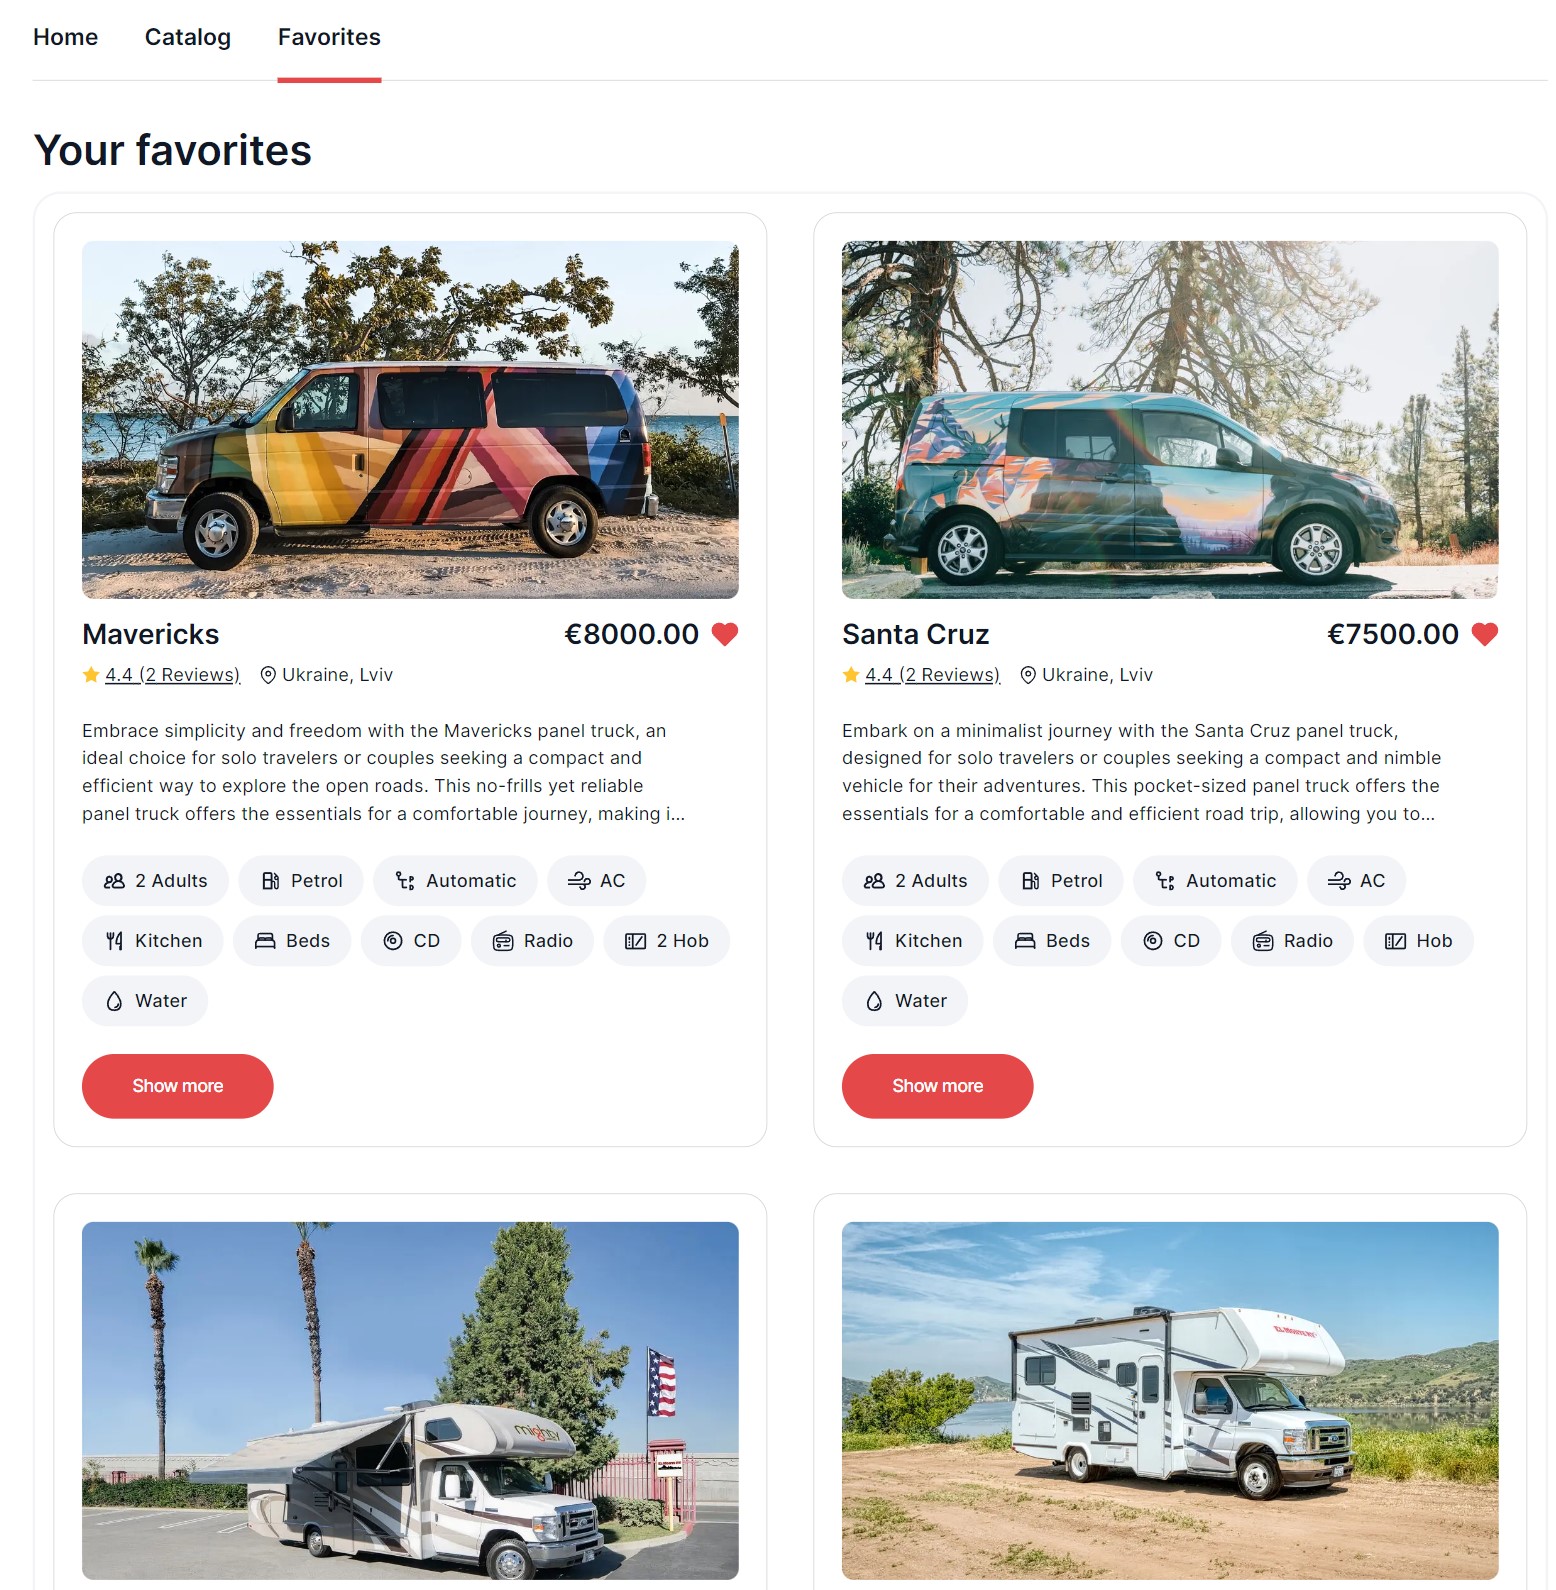 Home Catalog Favorites
Your favorites
Mavericks €8000.00
4.4 (2 Reviews) Ukraine, Lviv
Embrace simplicity and freedom with the Mavericks panel truck, an
ideal choice for solo travelers or couples seeking a compact and
efficient way to explore the open roads. This no-frills yet reliable
panel truck offers the essentials for a comfortable journey, making i...
2 Adults Petrol Automatic AC
Kitchen Beds CD Radio 2 Hob
Water
Show more
Santa Cruz €7500.00
4.4 (2 Reviews) Ukraine, Lviv
Embark on a minimalist journey with the Santa Cruz panel truck,
designed for solo travelers or couples seeking a compact and nimble
vehicle for their adventures. This pocket-sized panel truck offers the
essentials for a comfortable and efficient road trip, allowing you to...
2 Adults Petrol Automatic AC
Kitchen Beds CD Radio Hob
Water
Show more
mighty
EL MONTE RV